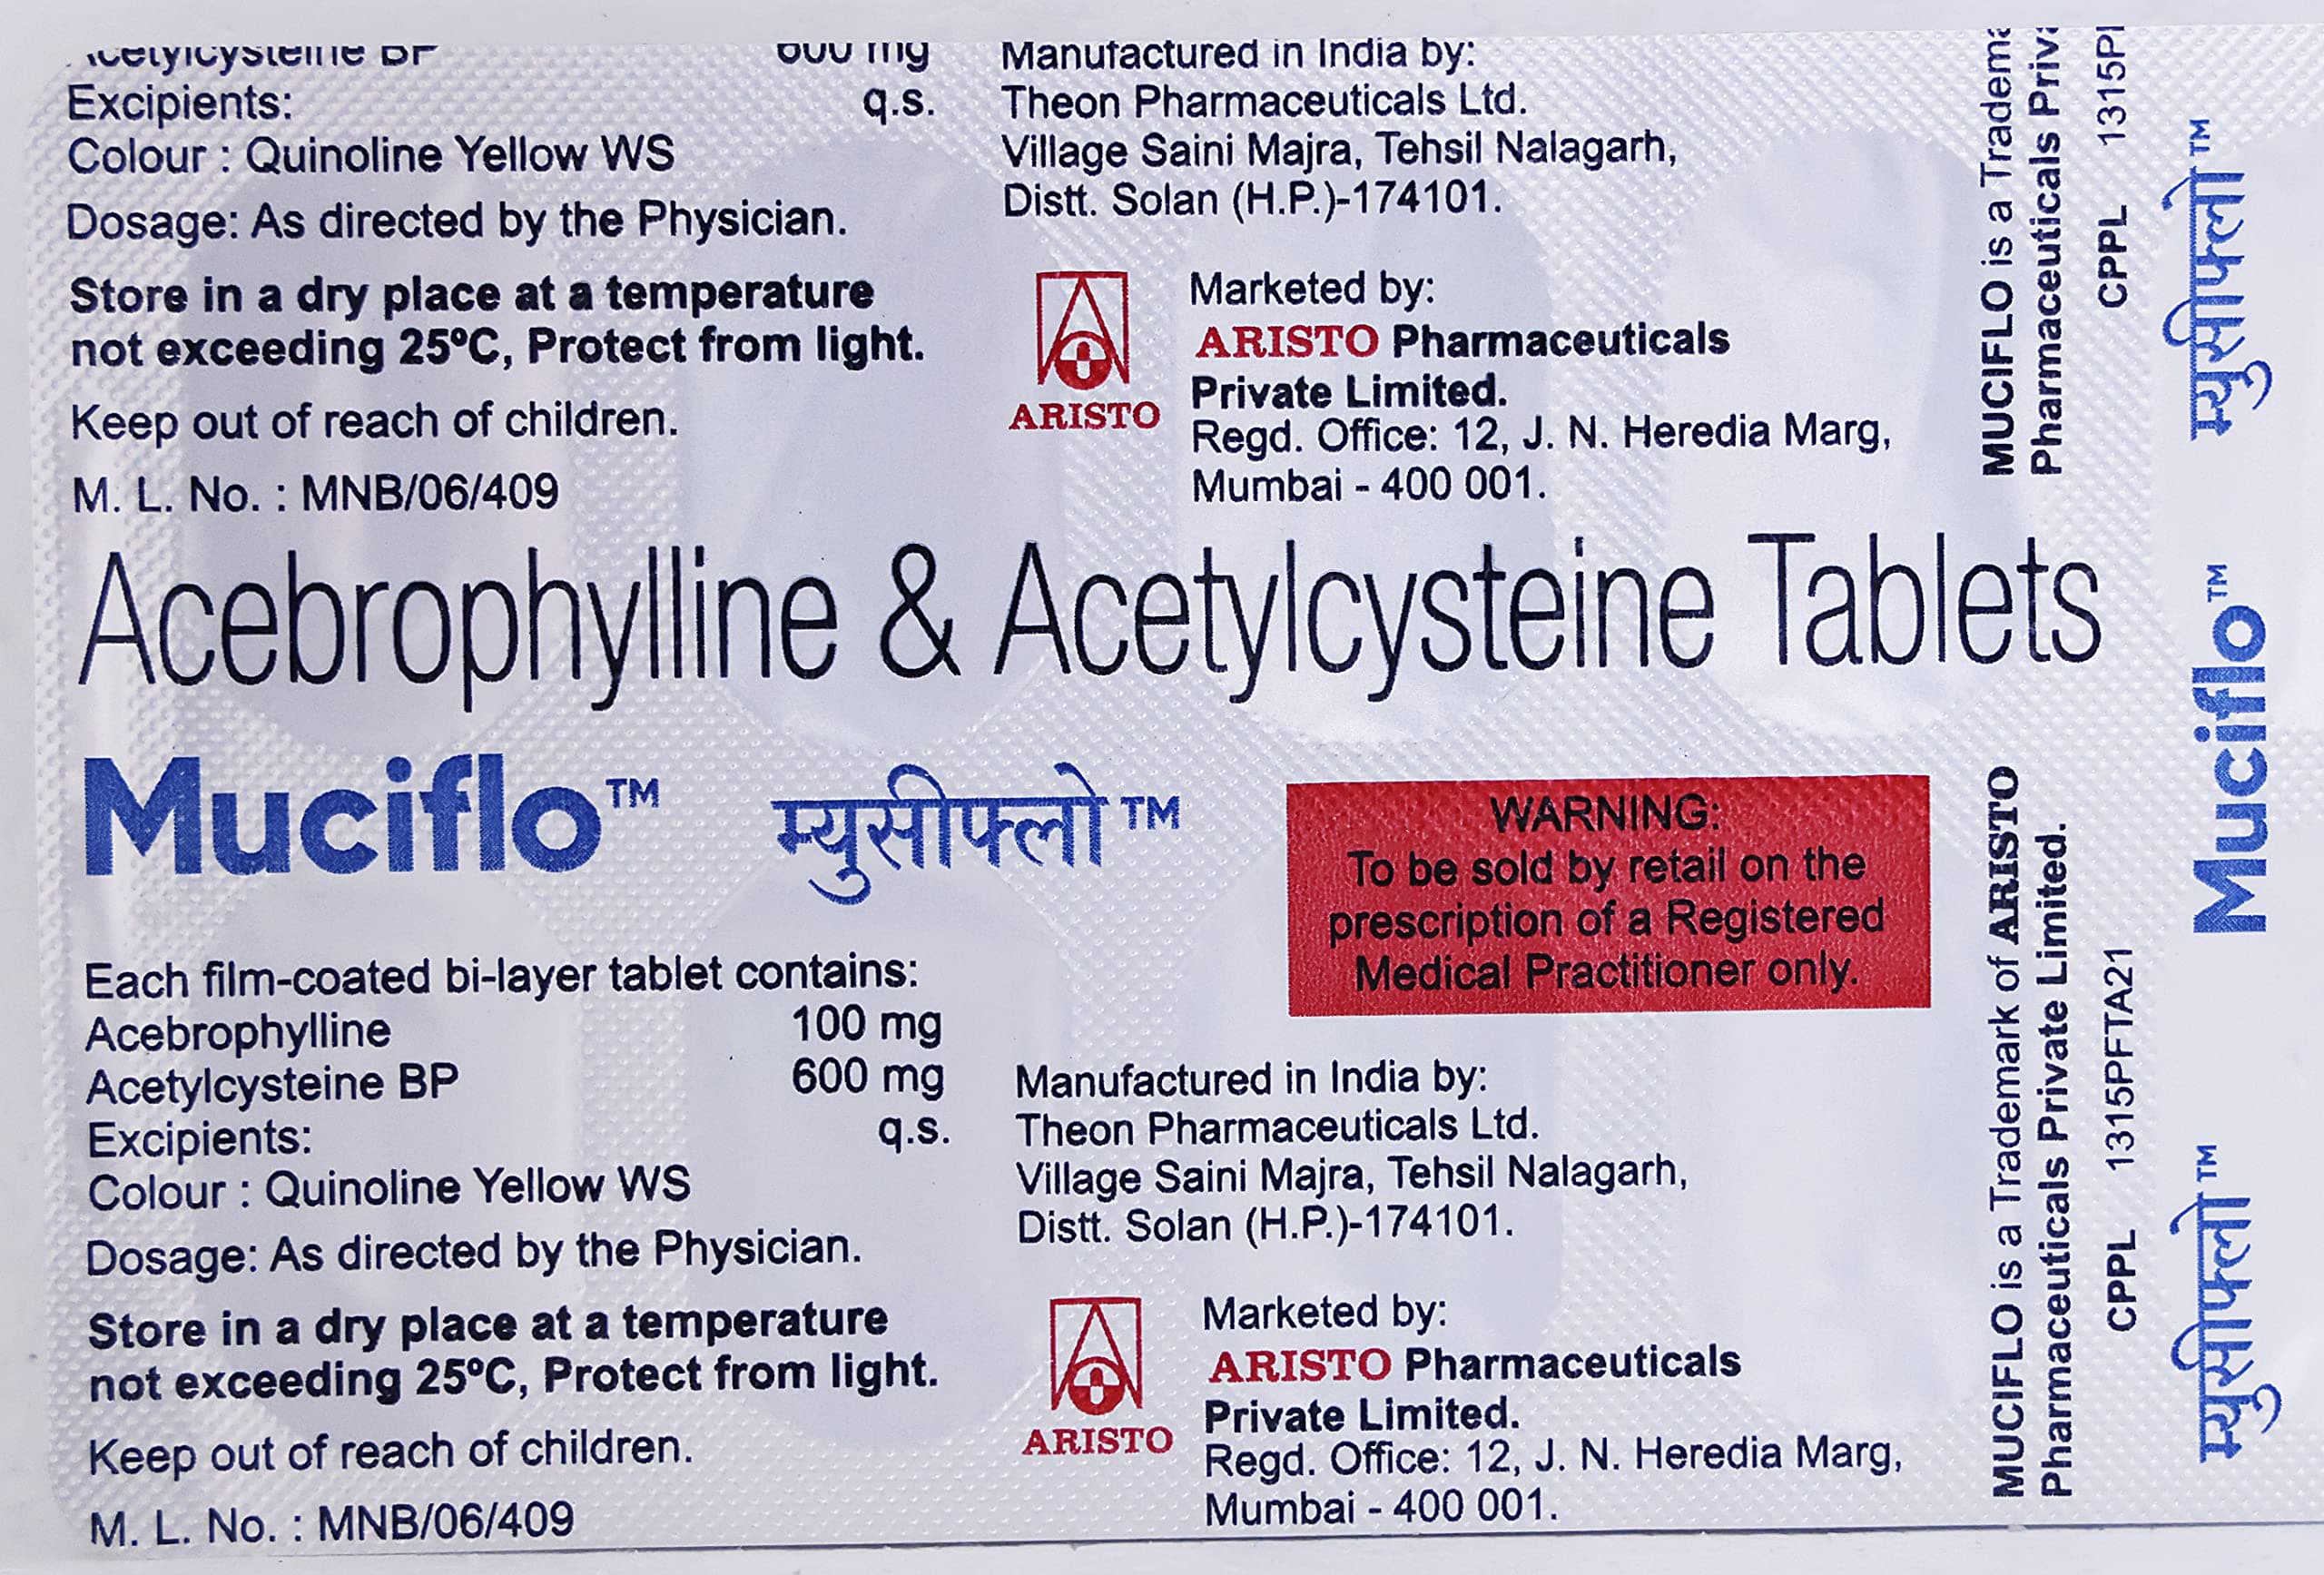 Acetylcysteine BP 600 mg
Excipients: q.s.
Colour : Quinoline Yellow WS
Dosage: As directed by the Physician.
Store in a dry place at a temperature
not exceeding 25ºC, Protect from light.
Keep out of reach of children.
M. L. No. : MNB/06/409
Manufactured in India by:
Theon Pharmaceuticals Ltd.
Village Saini Majra, Tehsil Nalagarh,
Distt. Solan (H.P.)-174101.
ARISTO
Marketed by:
ARISTO Pharmaceuticals
Private Limited.
Regd. Office: 12, J. N. Heredia Marg,
Mumbai - 400 001.
MUCIFLO is a
Pharmaceuticals
CPPL
म्युसीफ्लो™
Acebrophylline & Acetylcysteine Tablets
Muciflo™ म्युसीफ्लो™
WARNING:
To be sold by retail on the
prescription of a Registered
Medical Practitioner only.
Each film-coated bi-layer tablet contains:
Acebrophylline 100 mg
Acetylcysteine BP 600 mg
Excipients: q.s.
Colour : Quinoline Yellow WS
Dosage: As directed by the Physician.
Store in a dry place at a temperature
not exceeding 25ºC, Protect from light.
Keep out of reach of children.
M. L. No. : MNB/06/409
Manufactured in India by:
Theon Pharmaceuticals Ltd.
Village Saini Majra, Tehsil Nalagarh,
Distt. Solan (H.P.)-174101.
ARISTO
Marketed by:
ARISTO Pharmaceuticals
Private Limited.
Regd. Office: 12, J. N. Heredia Marg,
Mumbai - 400 001.
MUCIFLO is a Trademark of ARISTO
Pharmaceuticals Private Limited.
CPPL 1315PFTA21
Muciflo™
म्युसीफ्लो™